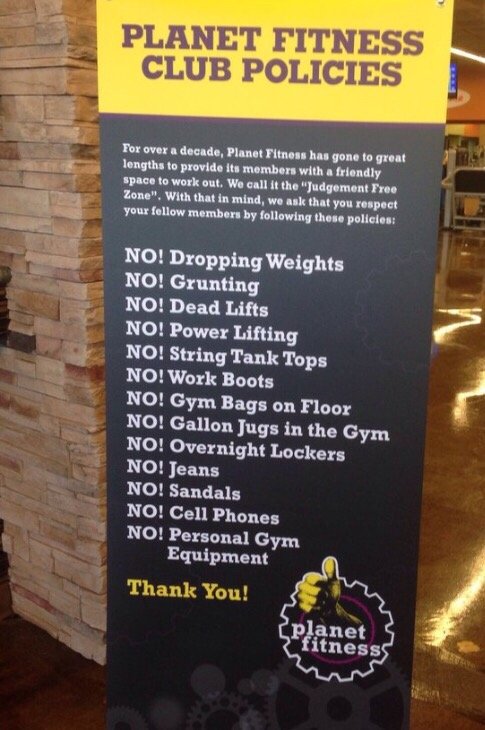 PLANET FITNESS
CLUB POLICIES
For over a decade, Planet Fitness has gone to great
lengths to provide its members with a friendly
space to work out. We call it the "Judgement Free
Zone". With that in mind, we ask that you respect
your fellow members by following these policies:
NO! Dropping Weights
NO! Grunting
NO! Dead Lifts
NO! Power Lifting
NO! String Tank Tops
NO! Work Boots
NO! Gym Bags on Floor
NO! Gallon Jugs in the Gym
NO! Overnight Lockers
NO! Jeans
NO! Sandals
NO! Cell Phones
NO! Personal Gym
Equipment
Thank You!
planet
fitness